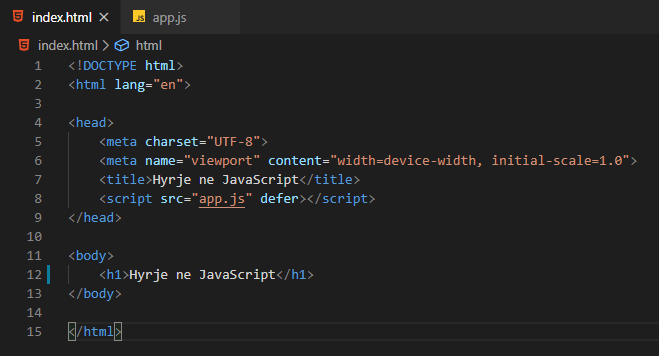 index.html × JS app.js
index.html > html
1 <!DOCTYPE html>
2 <html lang="en">
3
4 <head>
5 <meta charset="UTF-8">
6 <meta name="viewport" content="width=device-width, initial-scale=1.0">
7 <title>Hyrje ne JavaScript</title>
8 <script src="app.js" defer></script>
9 </head>
10
11 <body>
12 <h1>Hyrje ne JavaScript</h1>
13 </body>
14
15 </html>